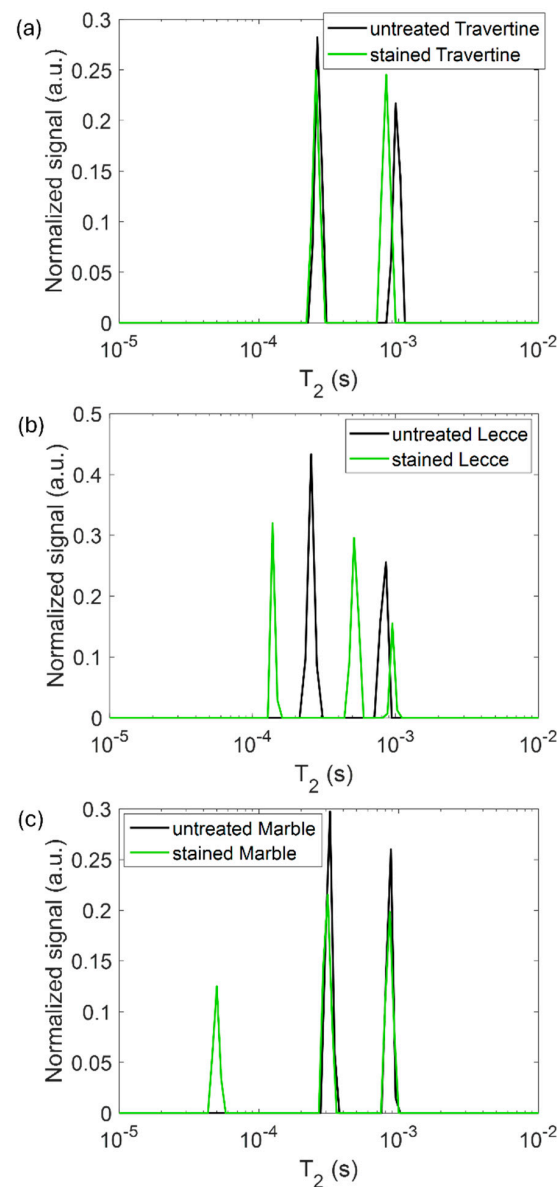 (a)
untreated Travertine
stained Travertine
Normalized signal (a.u.)
0.3
0.25
0.2
0.15
0.1
0.05
0
10-5
10-4
10-3
10-2
T2 (s)
(b)
untreated Lecce
stained Lecce
Normalized signal (a.u.)
0.5
0.4
0.3
0.2
0.1
0
10-5
10-4
10-3
10-2
T2 (s)
(c)
untreated Marble
stained Marble
Normalized signal (a.u.)
0.3
0.25
0.2
0.15
0.1
0.05
0
10-5
10-4
10-3
10-2
T2 (s)